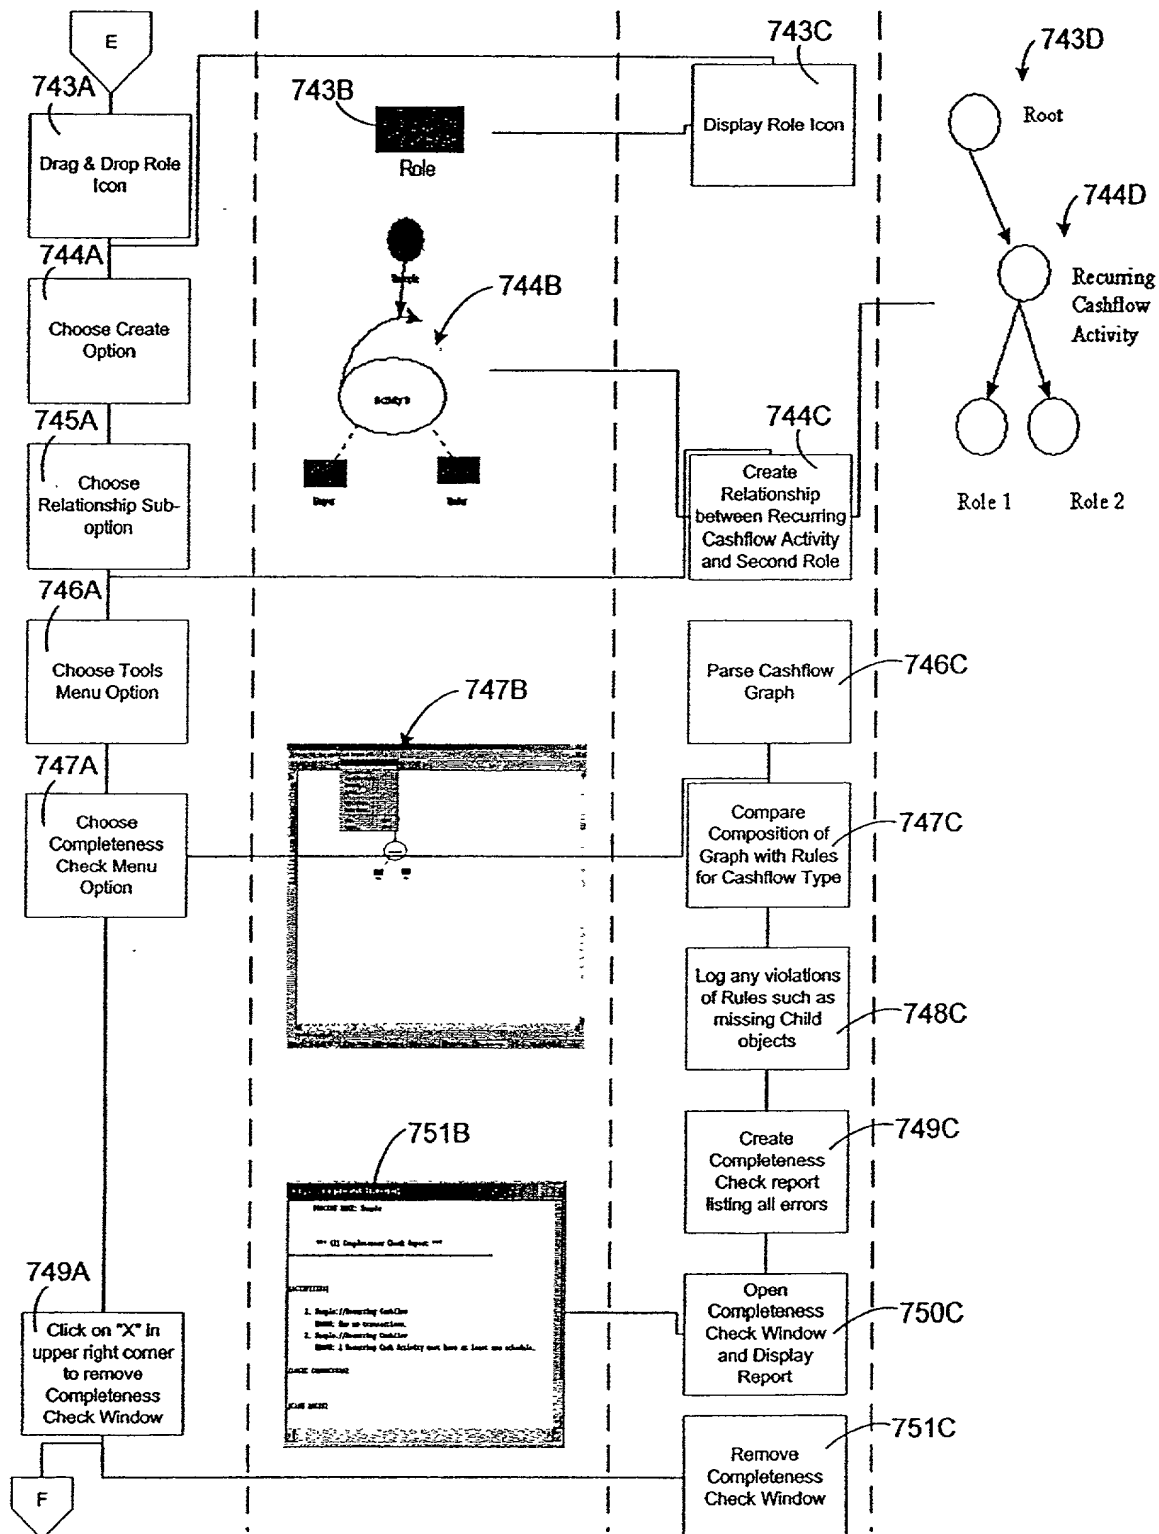 E
743A
Drag & Drop Role
Icon
744A
Choose Create
Option
745A
Choose
Relationship Sub-
option
746A
Choose Tools
Menu Option
747A
Choose
Completeness
Check Menu
Option
749A
Click on "X" in
upper right corner
to remove
Completeness
Check Window
F
743B
Role
744B
747B
751B
743C
Display Role Icon
744C
Create
Relationship
between Recurring
Cashflow Activity
and Second Role
Parse Cashflow
Graph
746C
Compare
Composition of
Graph with Rules
for Cashflow Type
747C
Log any violations
of Rules such as
missing Child
objects
748C
Create
Completeness
Check report
listing all errors
749C
Open
Completeness
Check Window
and Display
Report
750C
Remove
Completeness
Check Window
751C
743D
Root
744D
Recurring
Cashflow
Activity
Role 1
Role 2